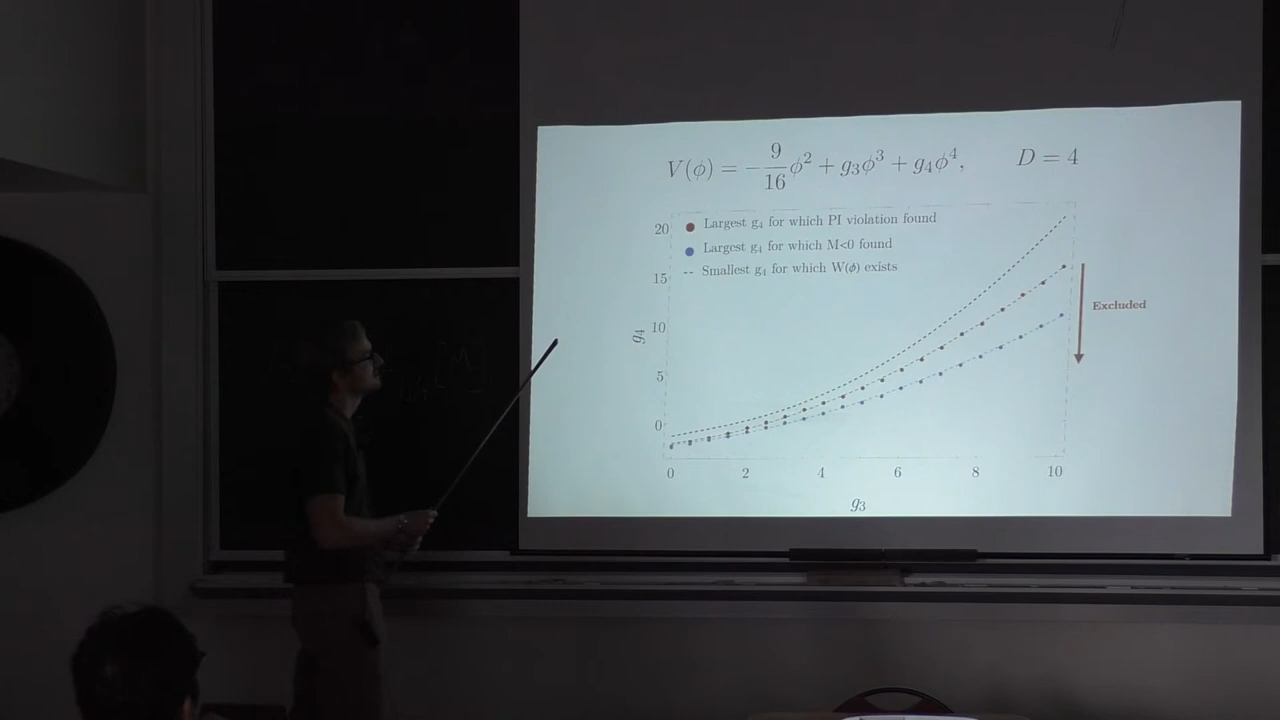 V(ϕ) = −9/16 ϕ² + g₃ϕ³ + g₄ϕ⁴,   D = 4
● Largest g₄ for which PI violation found
● Largest g₄ for which M<0 found
-- Smallest g₄ for which W(ϕ) exists
20
15
10
5
0
g₄
Excluded
0 2 4 6 8 10
g₃